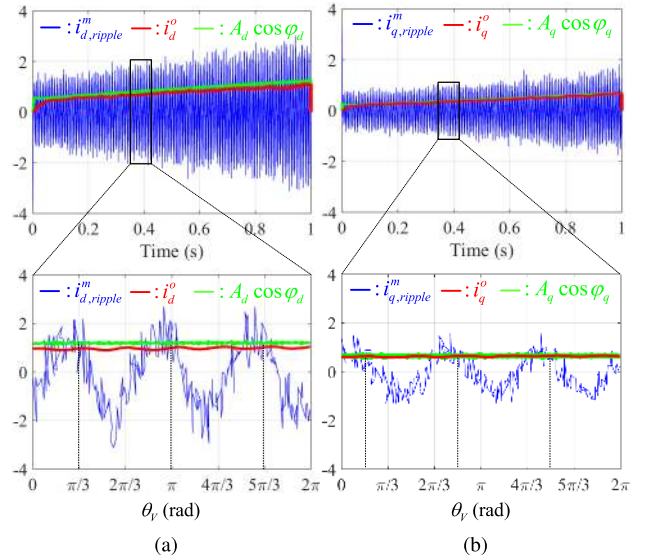 — : i^m_{d,ripple} — : i^o_d — : A_d cos φ_d
4
2
0
-2
-4
0 0.2 0.4 0.6 0.8 1
Time (s)
— : i^m_{q,ripple} — : i^o_q — : A_q cos φ_q
4
2
0
-2
-4
0 0.2 0.4 0.6 0.8 1
Time (s)
— : i^m_{d,ripple} — : i^o_d — : A_d cos φ_d
4
2
0
-2
-4
0 π/3 2π/3 π 4π/3 5π/3 2π
θ_V (rad)
(a)
— : i^m_{q,ripple} — : i^o_q — : A_q cos φ_q
4
2
0
-2
-4
0 π/3 2π/3 π 4π/3 5π/3 2π
θ_V (rad)
(b)